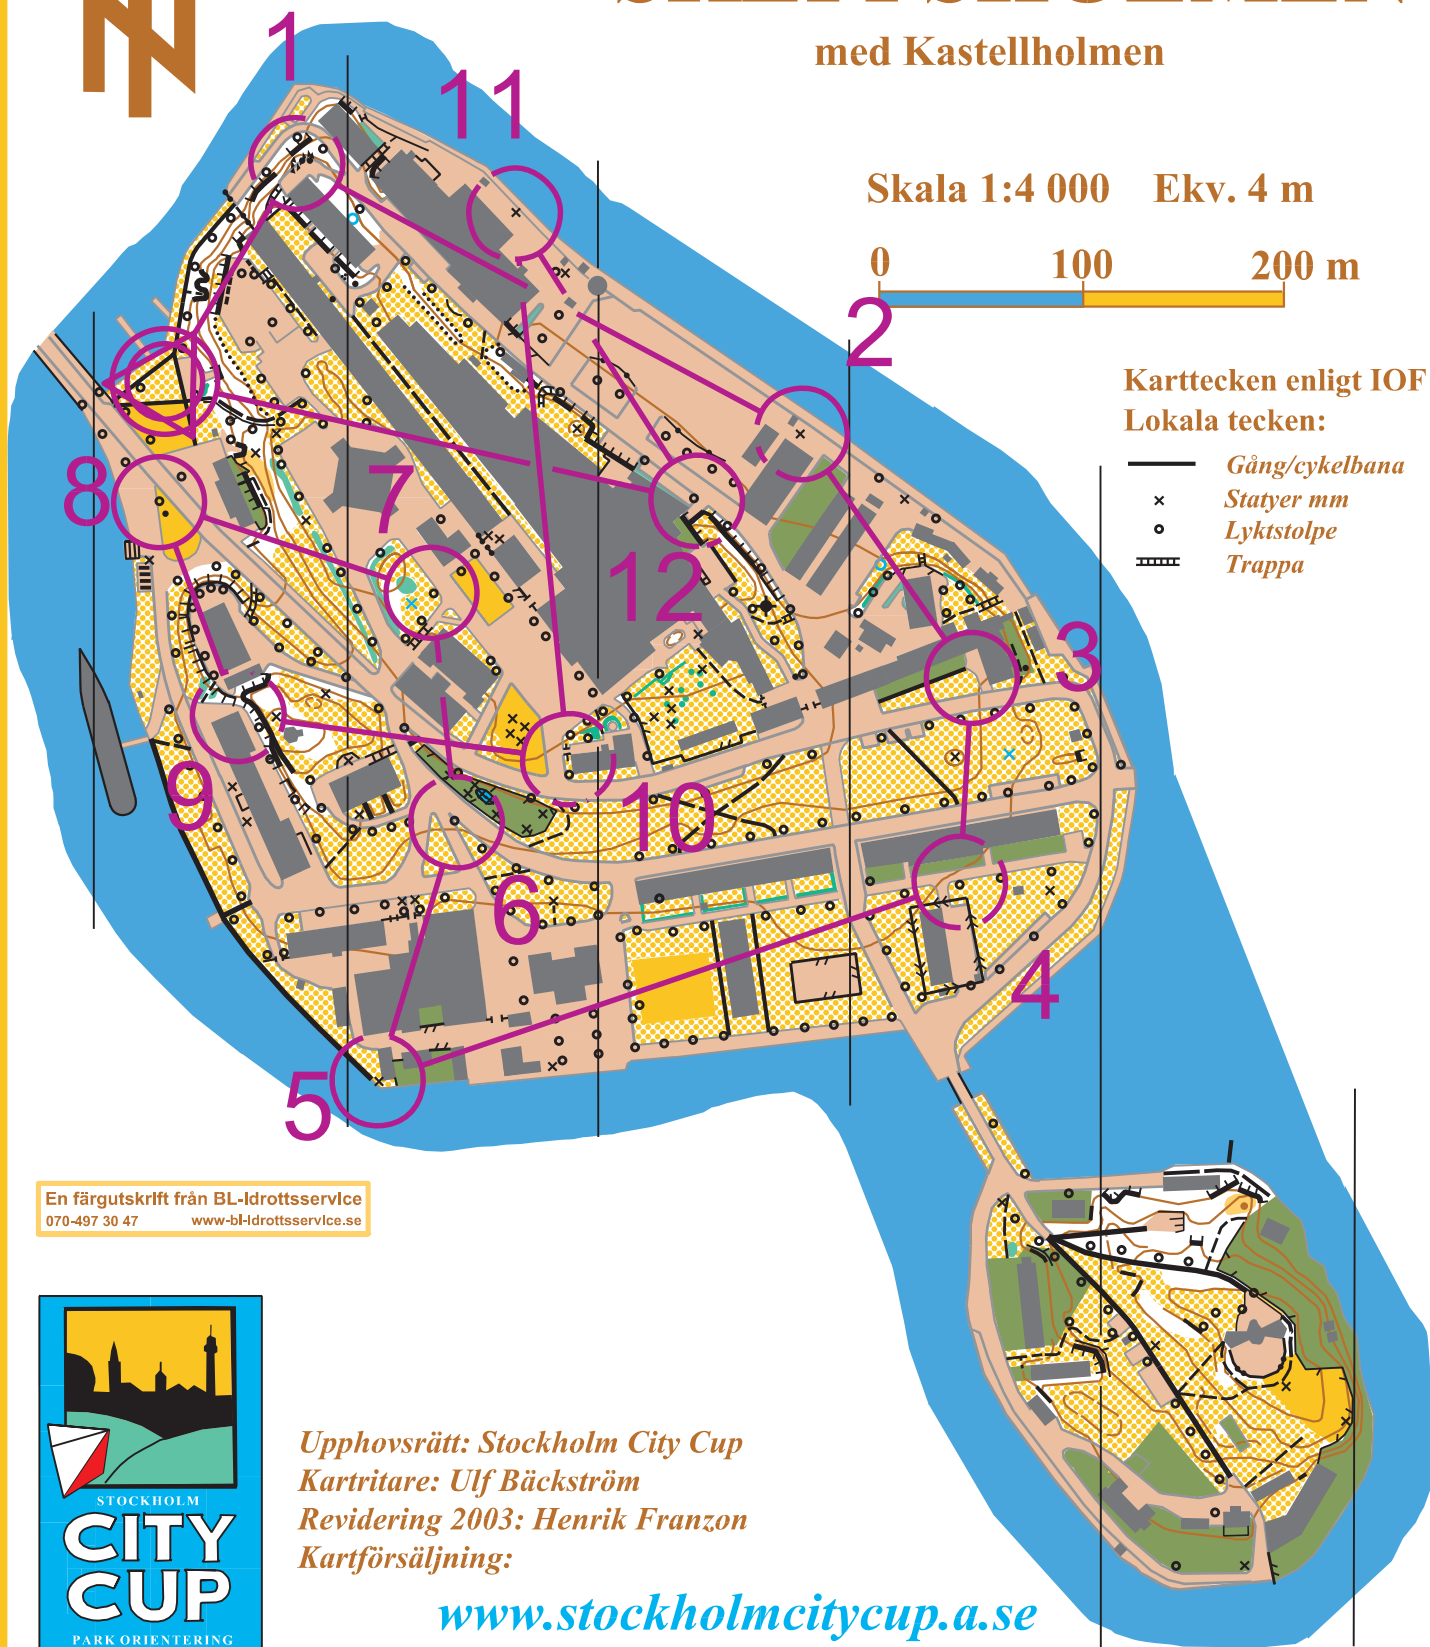 med Kastellholmen
Skala 1:4 000 Ekv. 4 m
0 100 200 m
Karttecken enligt IOF
Lokala tecken:
Gång/cykelbana
Statyer mm
Lyktstolpe
Trappa
1
11
2
8
7
12
3
9
10
6
4
5
En färgutskrift från BL-Idrottsservice
070-497 30 47 www-bl-Idrottsservice.se
STOCKHOLM
CITY
CUP
PARK ORIENTERING
Upphovsrätt: Stockholm City Cup
Kartritare: Ulf Bäckström
Revidering 2003: Henrik Franzon
Kartförsäljning:
www.stockholmcitycup.a.se